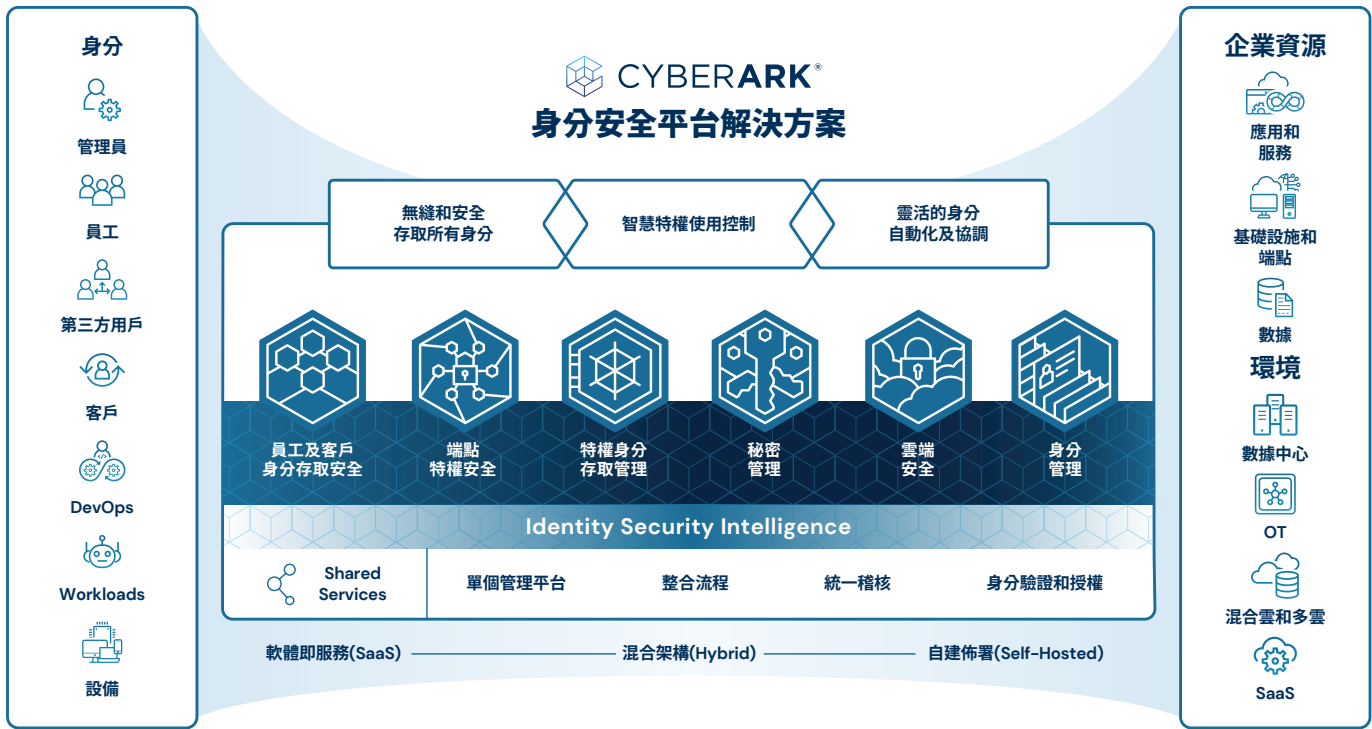 身分
管理員
員工
第三方用戶
客戶
DevOps
Workloads
設備
CYBERARK®
身分安全平台解決方案
無縫和安全
存取所有身分
智慧特權使用控制
靈活的身分
自動化及協調
員工及客戶
身分存取安全
端點
特權安全
特權身分
存取管理
秘密
管理
雲端
安全
身分
管理
Identity Security Intelligence
Shared
Services
單個管理平台
整合流程
統一稽核
身分驗證和授權
軟體即服務(SaaS)
混合架構(Hybrid)
自建佈署(Self-Hosted)
企業資源
應用和
服務
基礎設施和
端點
數據
環境
數據中心
OT
混合雲和多雲
SaaS